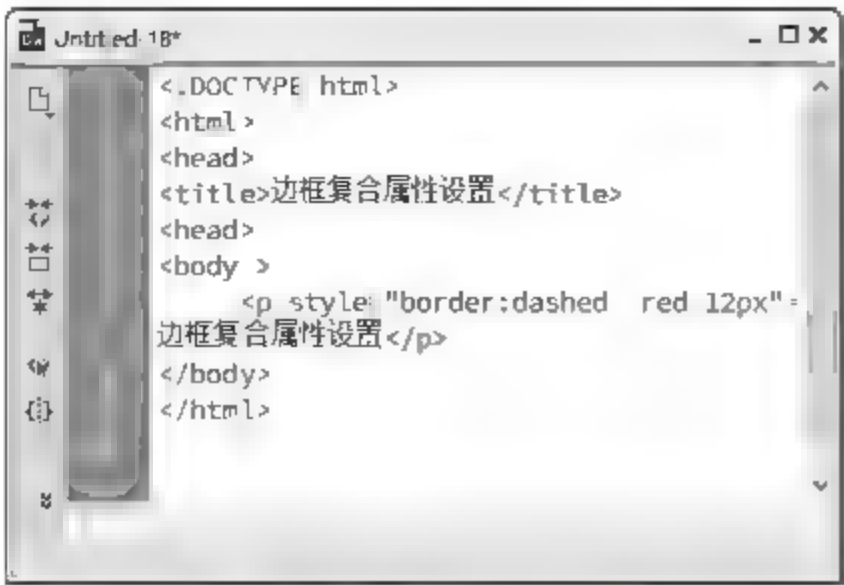 Untitled-18*
<.DOCTYPE html>
<html>
<head>
<title>边框复合属性设置</title>
<head>
<body >
<p style="border:dashed  red 12px">
边框复合属性设置</p>
</body>
</html>